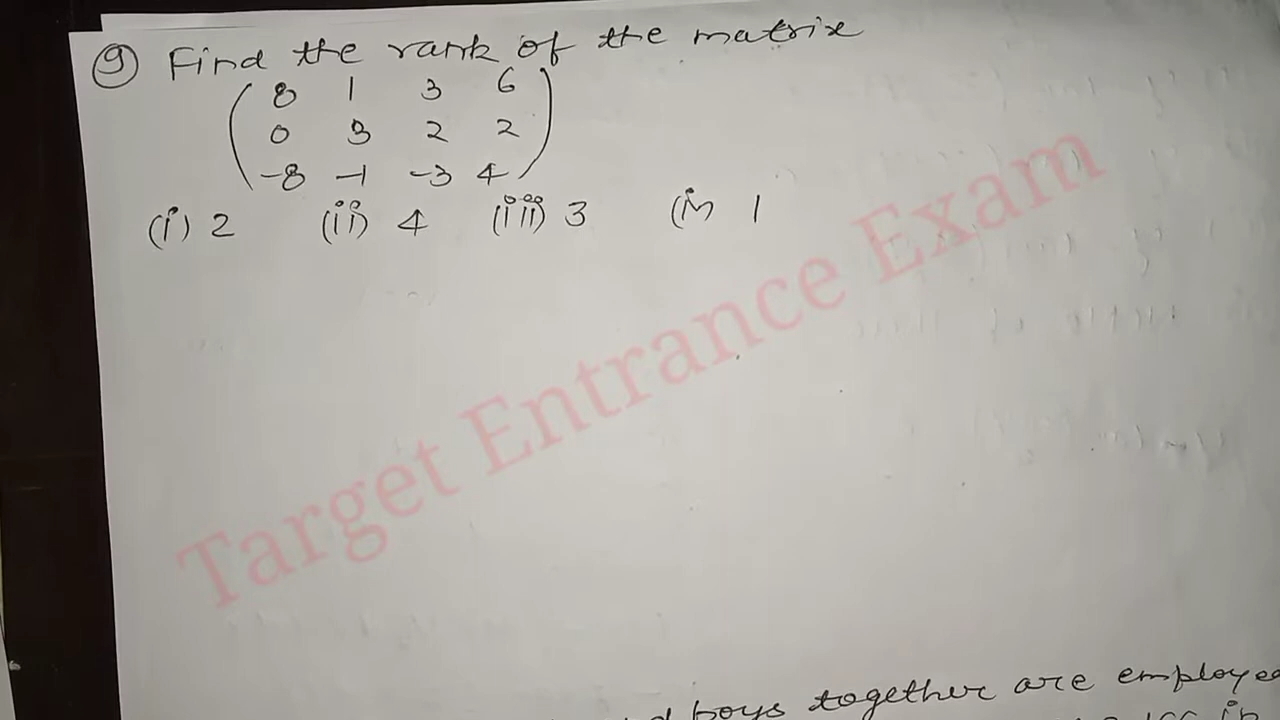 9 Find the rank of the matrix
8 1 3 6
0 3 2 2
-8 -1 -3 4
(i) 2 (ii) 4 (iii) 3 (iv) 1
Target Entrance Exam
boys together are employed
in